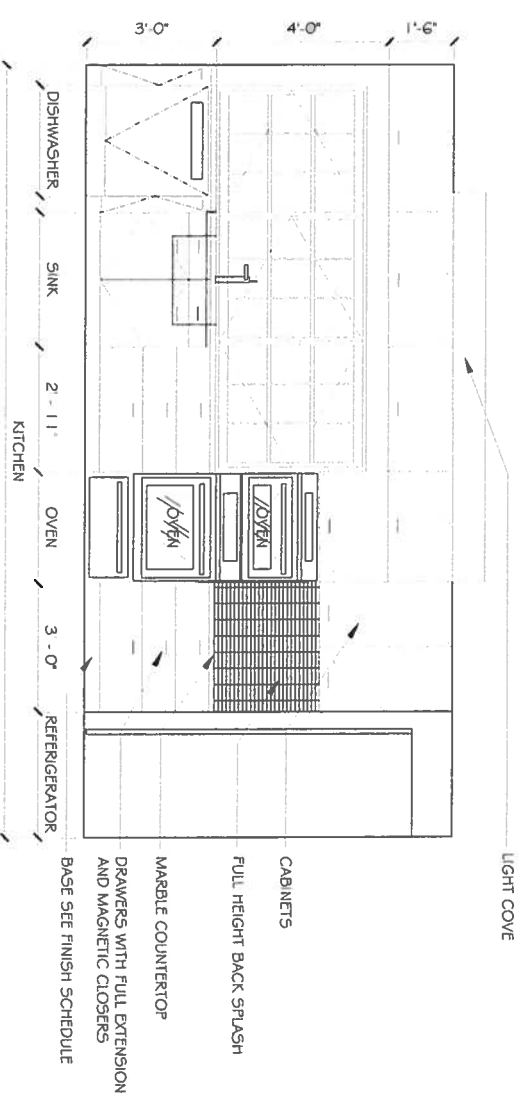 LIGHT COVE
1'-6"
4'-0"
3'-0"
OVEN
OVEN
CABINETS
FULL HEIGHT BACK SPLASH
MARBLE COUNTERTOP
DRAWERS WITH FULL EXTENSION
AND MAGNETIC CLOSERS
BASE SEE FINISH SCHEDULE
DISHWASHER
SINK
2' - 11"
OVEN
3 - 0"
REFERIGERATOR
KITCHEN